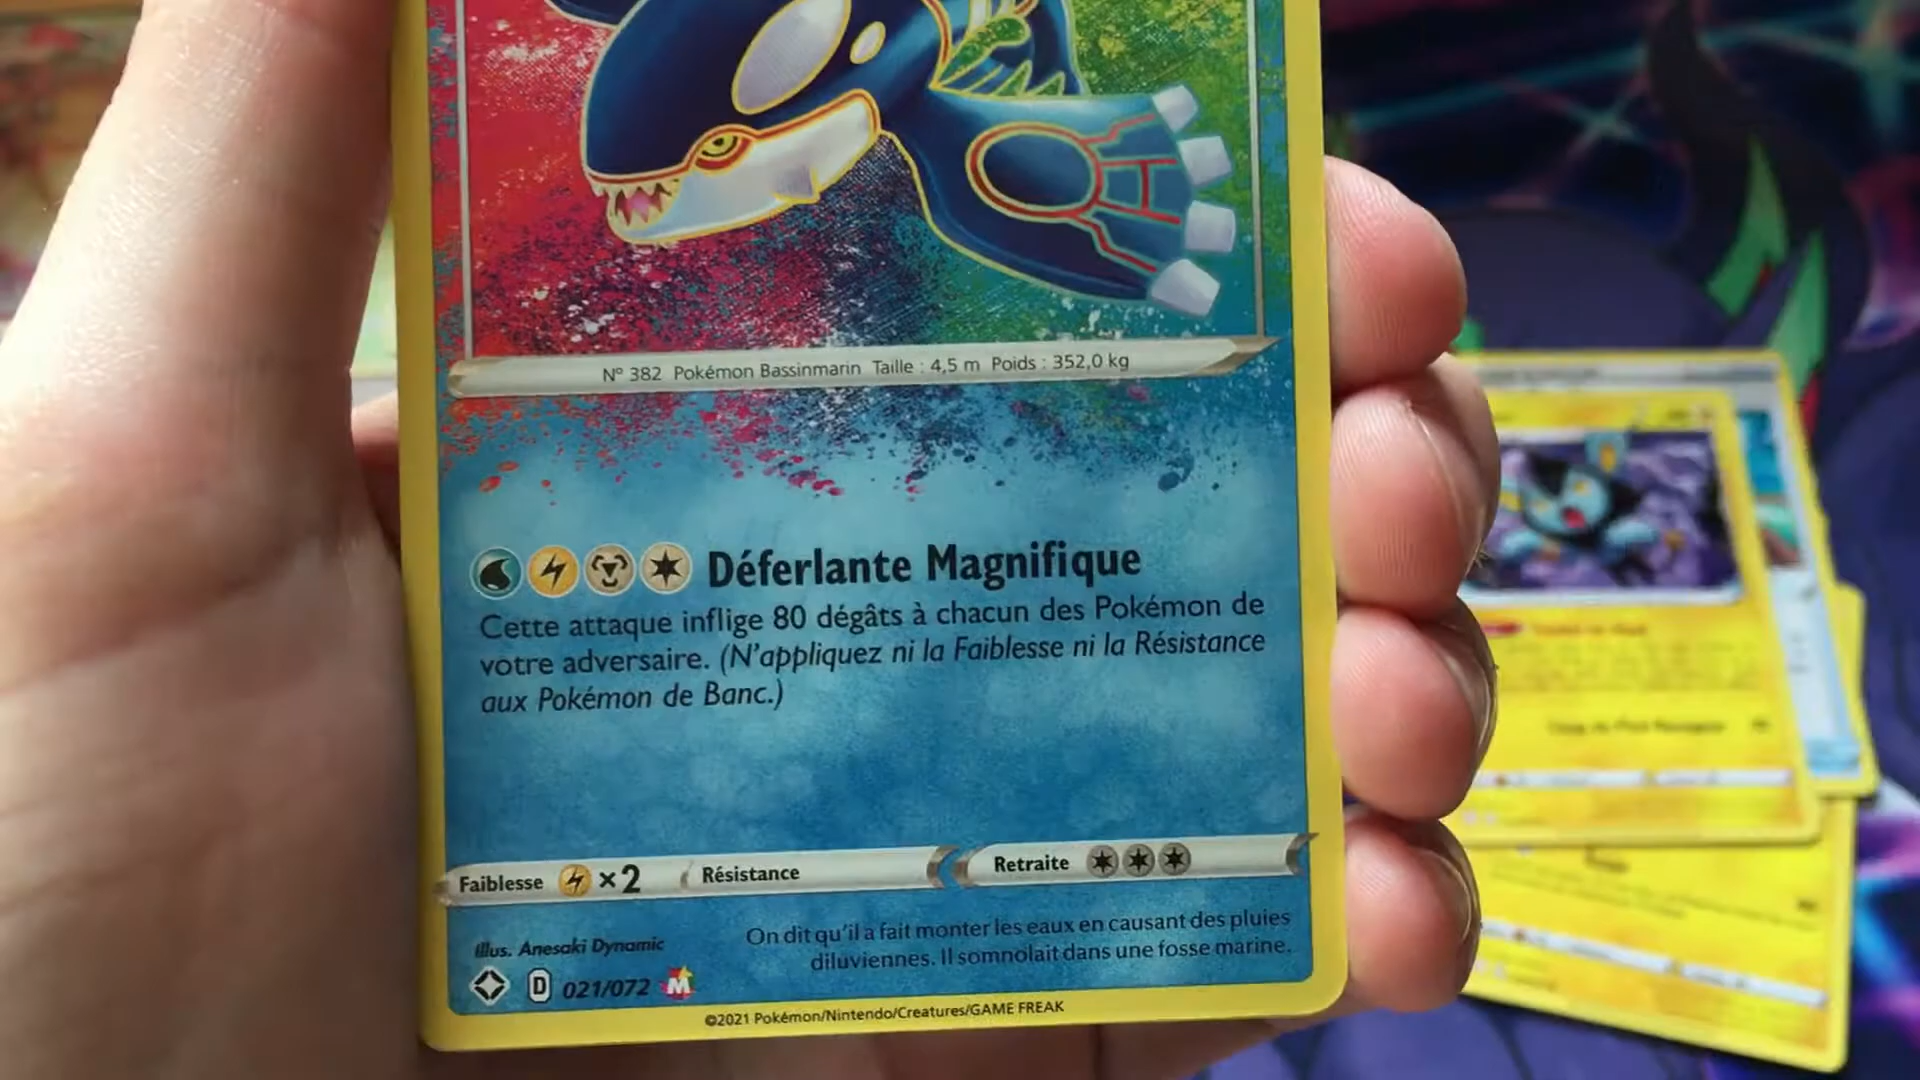 N° 382 Pokémon Bassinmarin Taille : 4,5 m Poids : 352,0 kg
Déferlante Magnifique
Cette attaque inflige 80 dégâts à chacun des Pokémon de
votre adversaire. (N'appliquez ni la Faiblesse ni la Résistance
aux Pokémon de Banc.)
Faiblesse ×2 Résistance Retraite
Illus. Anesaki Dynamic
On dit qu'il a fait monter les eaux en causant des pluies
diluviennes. Il somnolait dans une fosse marine.
D 021/072 M
©2021 Pokémon/Nintendo/Creatures/GAME FREAK